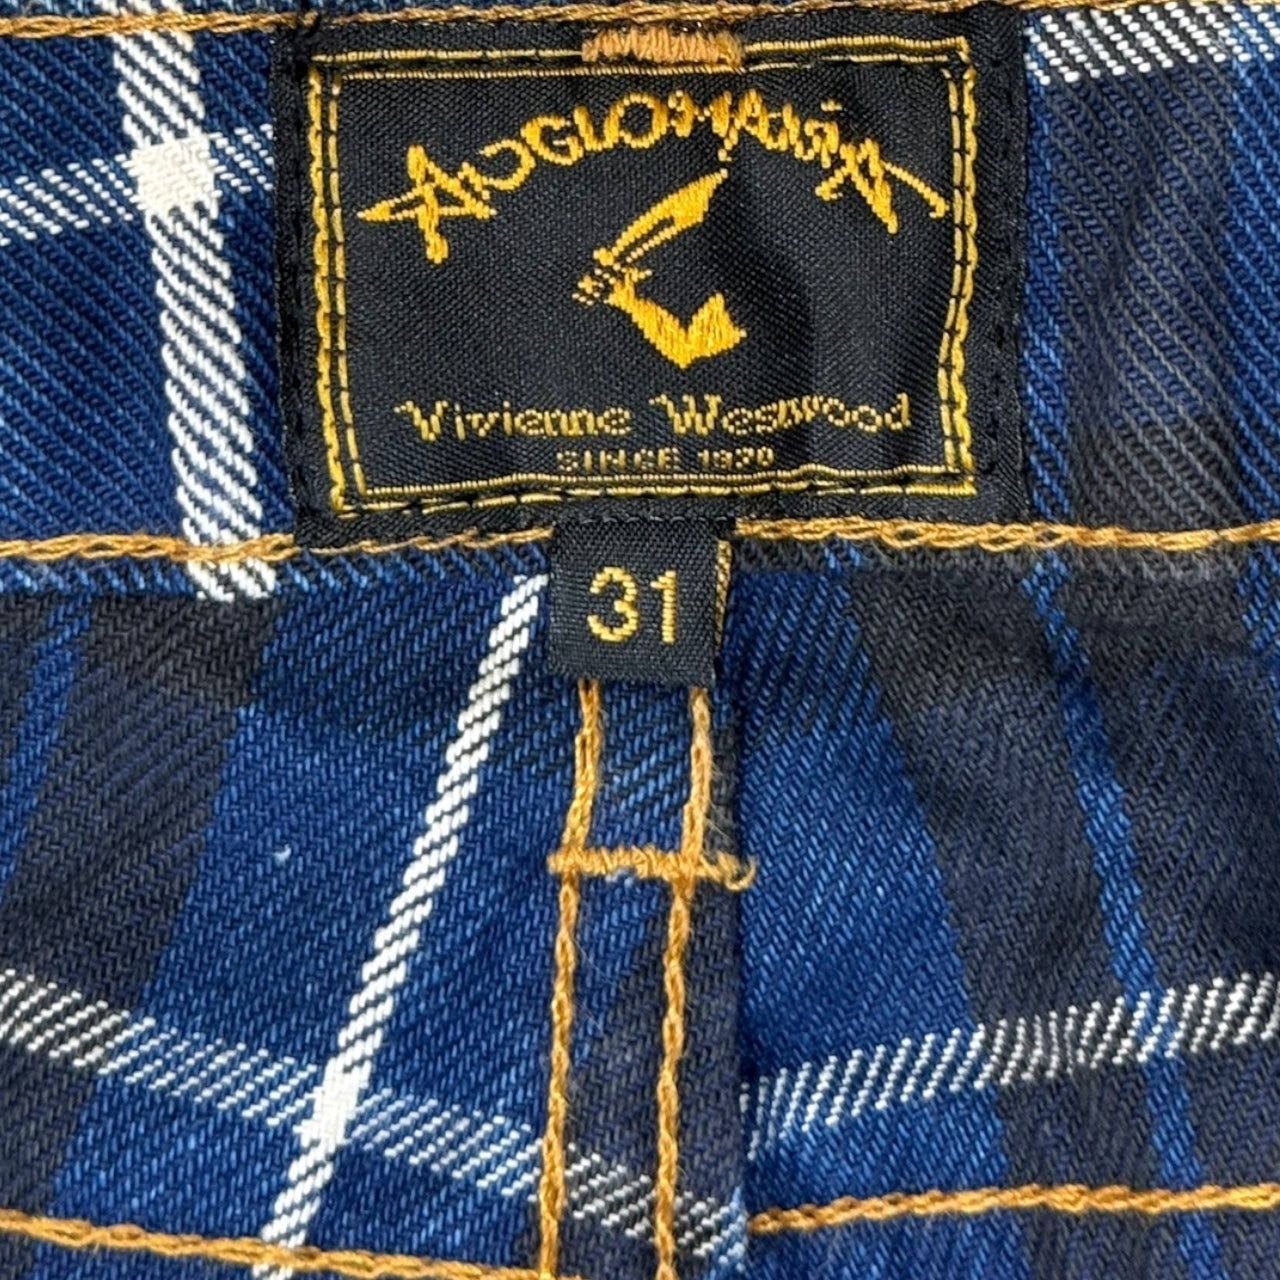 ANGLOMANIA
Vivienne Westwood
SINCE 1970
31